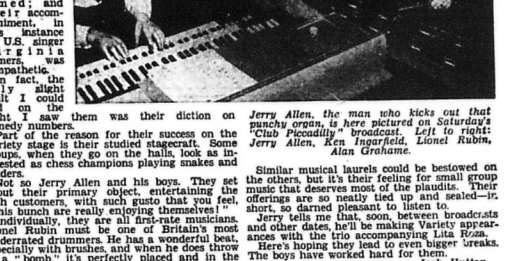 med; and
eir accom-
niment, in
s instance
U.S. singer
irginia
mers, was
mpathetic.
n fact, the
ly slight
ult I could
d on the
ht I saw them was their diction on
nedy numbers.
Part of the reason for their success on the
riety stage is their studied stagecraft. Some
oups, when they go on the halls, look as in-
ested as chess champions playing snakes and
ders.
Not so Jerry Allen and his boys. They set
out their primary object, entertaining the
th customers, with such gusto that you feel,
his bunch are really enjoying themselves!"
ndividually, they are all first-rate musicians.
onel Rubin must be one of Britain's most
derrated drummers. He has a wonderful beat,
pecially with brushes, and when he does throw
a "bomb" it's perfectly placed and in the
Jerry Allen, the man who kicks out that
punchy organ, is here pictured on Saturday's
"Club Piccadilly" broadcast. Left to right:
Jerry Allen, Ken Ingarfield, Lionel Rubin,
Alan Grahame.
Similar musical laurels could be bestowed on
the others, but it's their feeling for small group
music that deserves most of the plaudits. Their
offerings are so neatly tied up and sealed—in
short, so darned pleasant to listen to.
Jerry tells me that, soon, between broadcasts
and other dates, he'll be making Variety appear-
ances with the trio accompanying Lita Roza.
Here's hoping they lead to even bigger breaks.
The boys have worked hard for them.